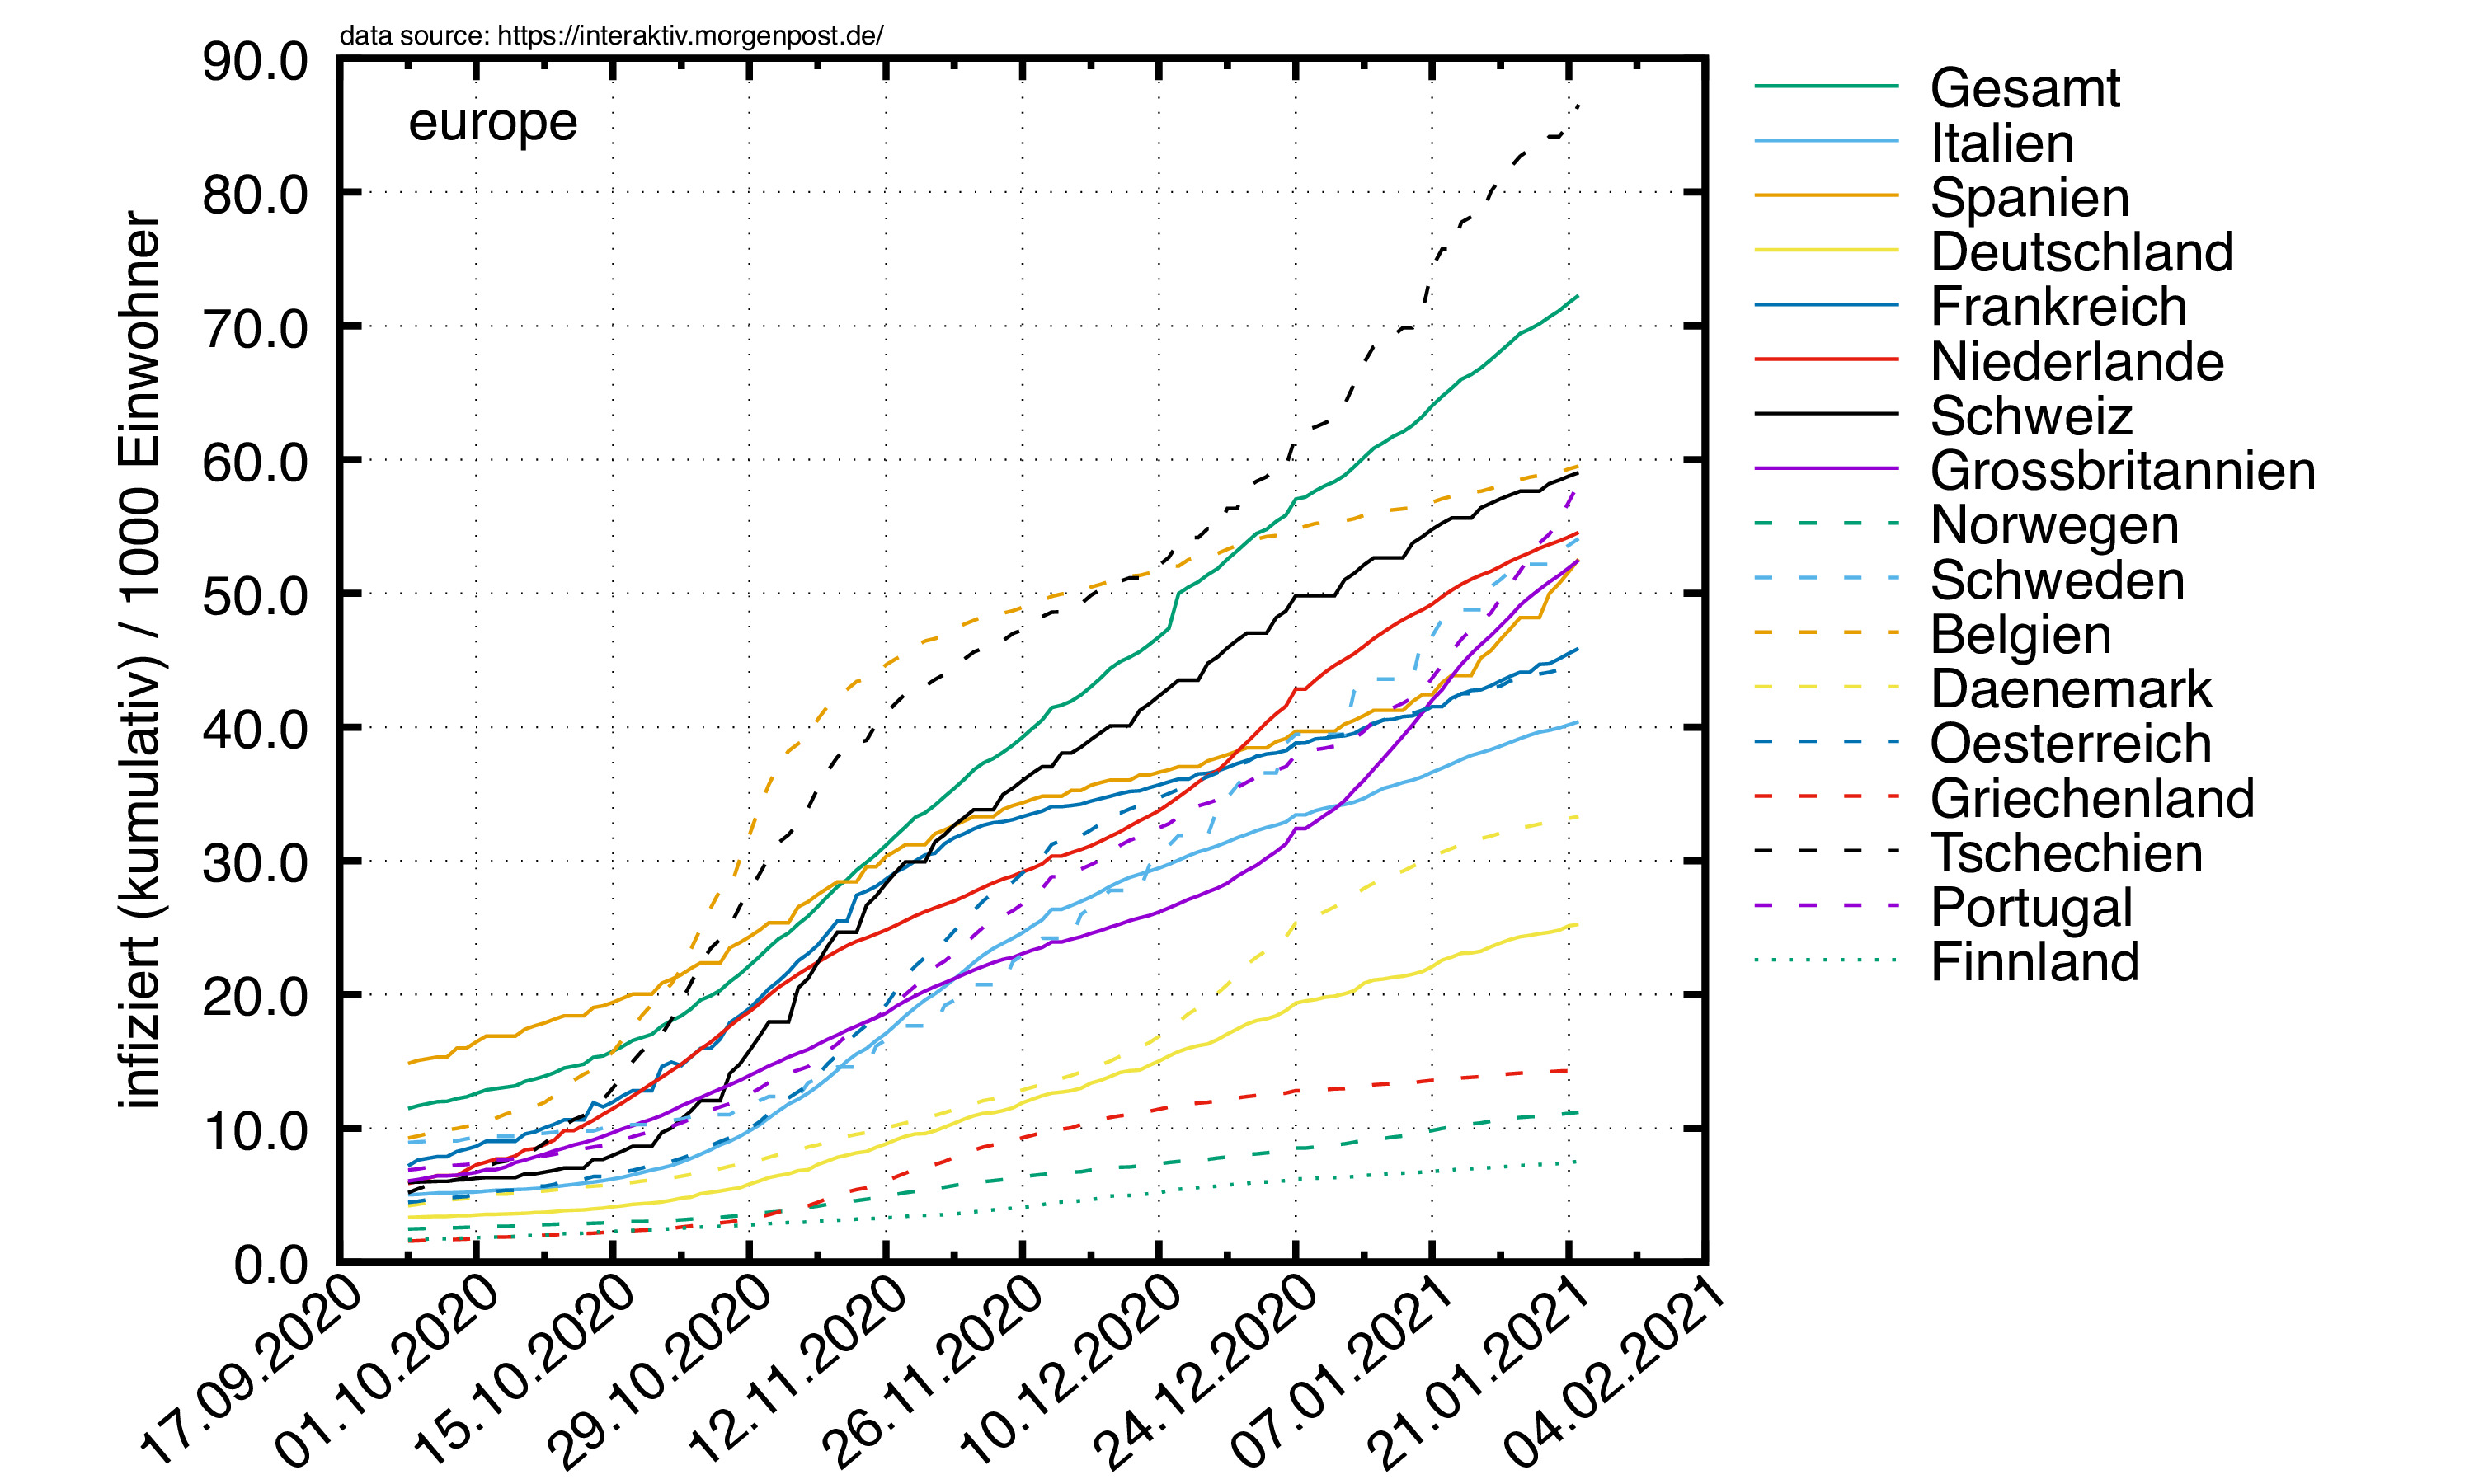 data source: https://interaktiv.morgenpost.de/
europe
infiziert (kumulativ) / 1000 Einwohner
90.0
80.0
70.0
60.0
50.0
40.0
30.0
20.0
10.0
0.0
17.09.2020
01.10.2020
15.10.2020
29.10.2020
12.11.2020
26.11.2020
10.12.2020
24.12.2020
07.01.2021
21.01.2021
04.02.2021
Gesamt
Italien
Spanien
Deutschland
Frankreich
Niederlande
Schweiz
Grossbritannien
Norwegen
Schweden
Belgien
Daenemark
Oesterreich
Griechenland
Tschechien
Portugal
Finnland